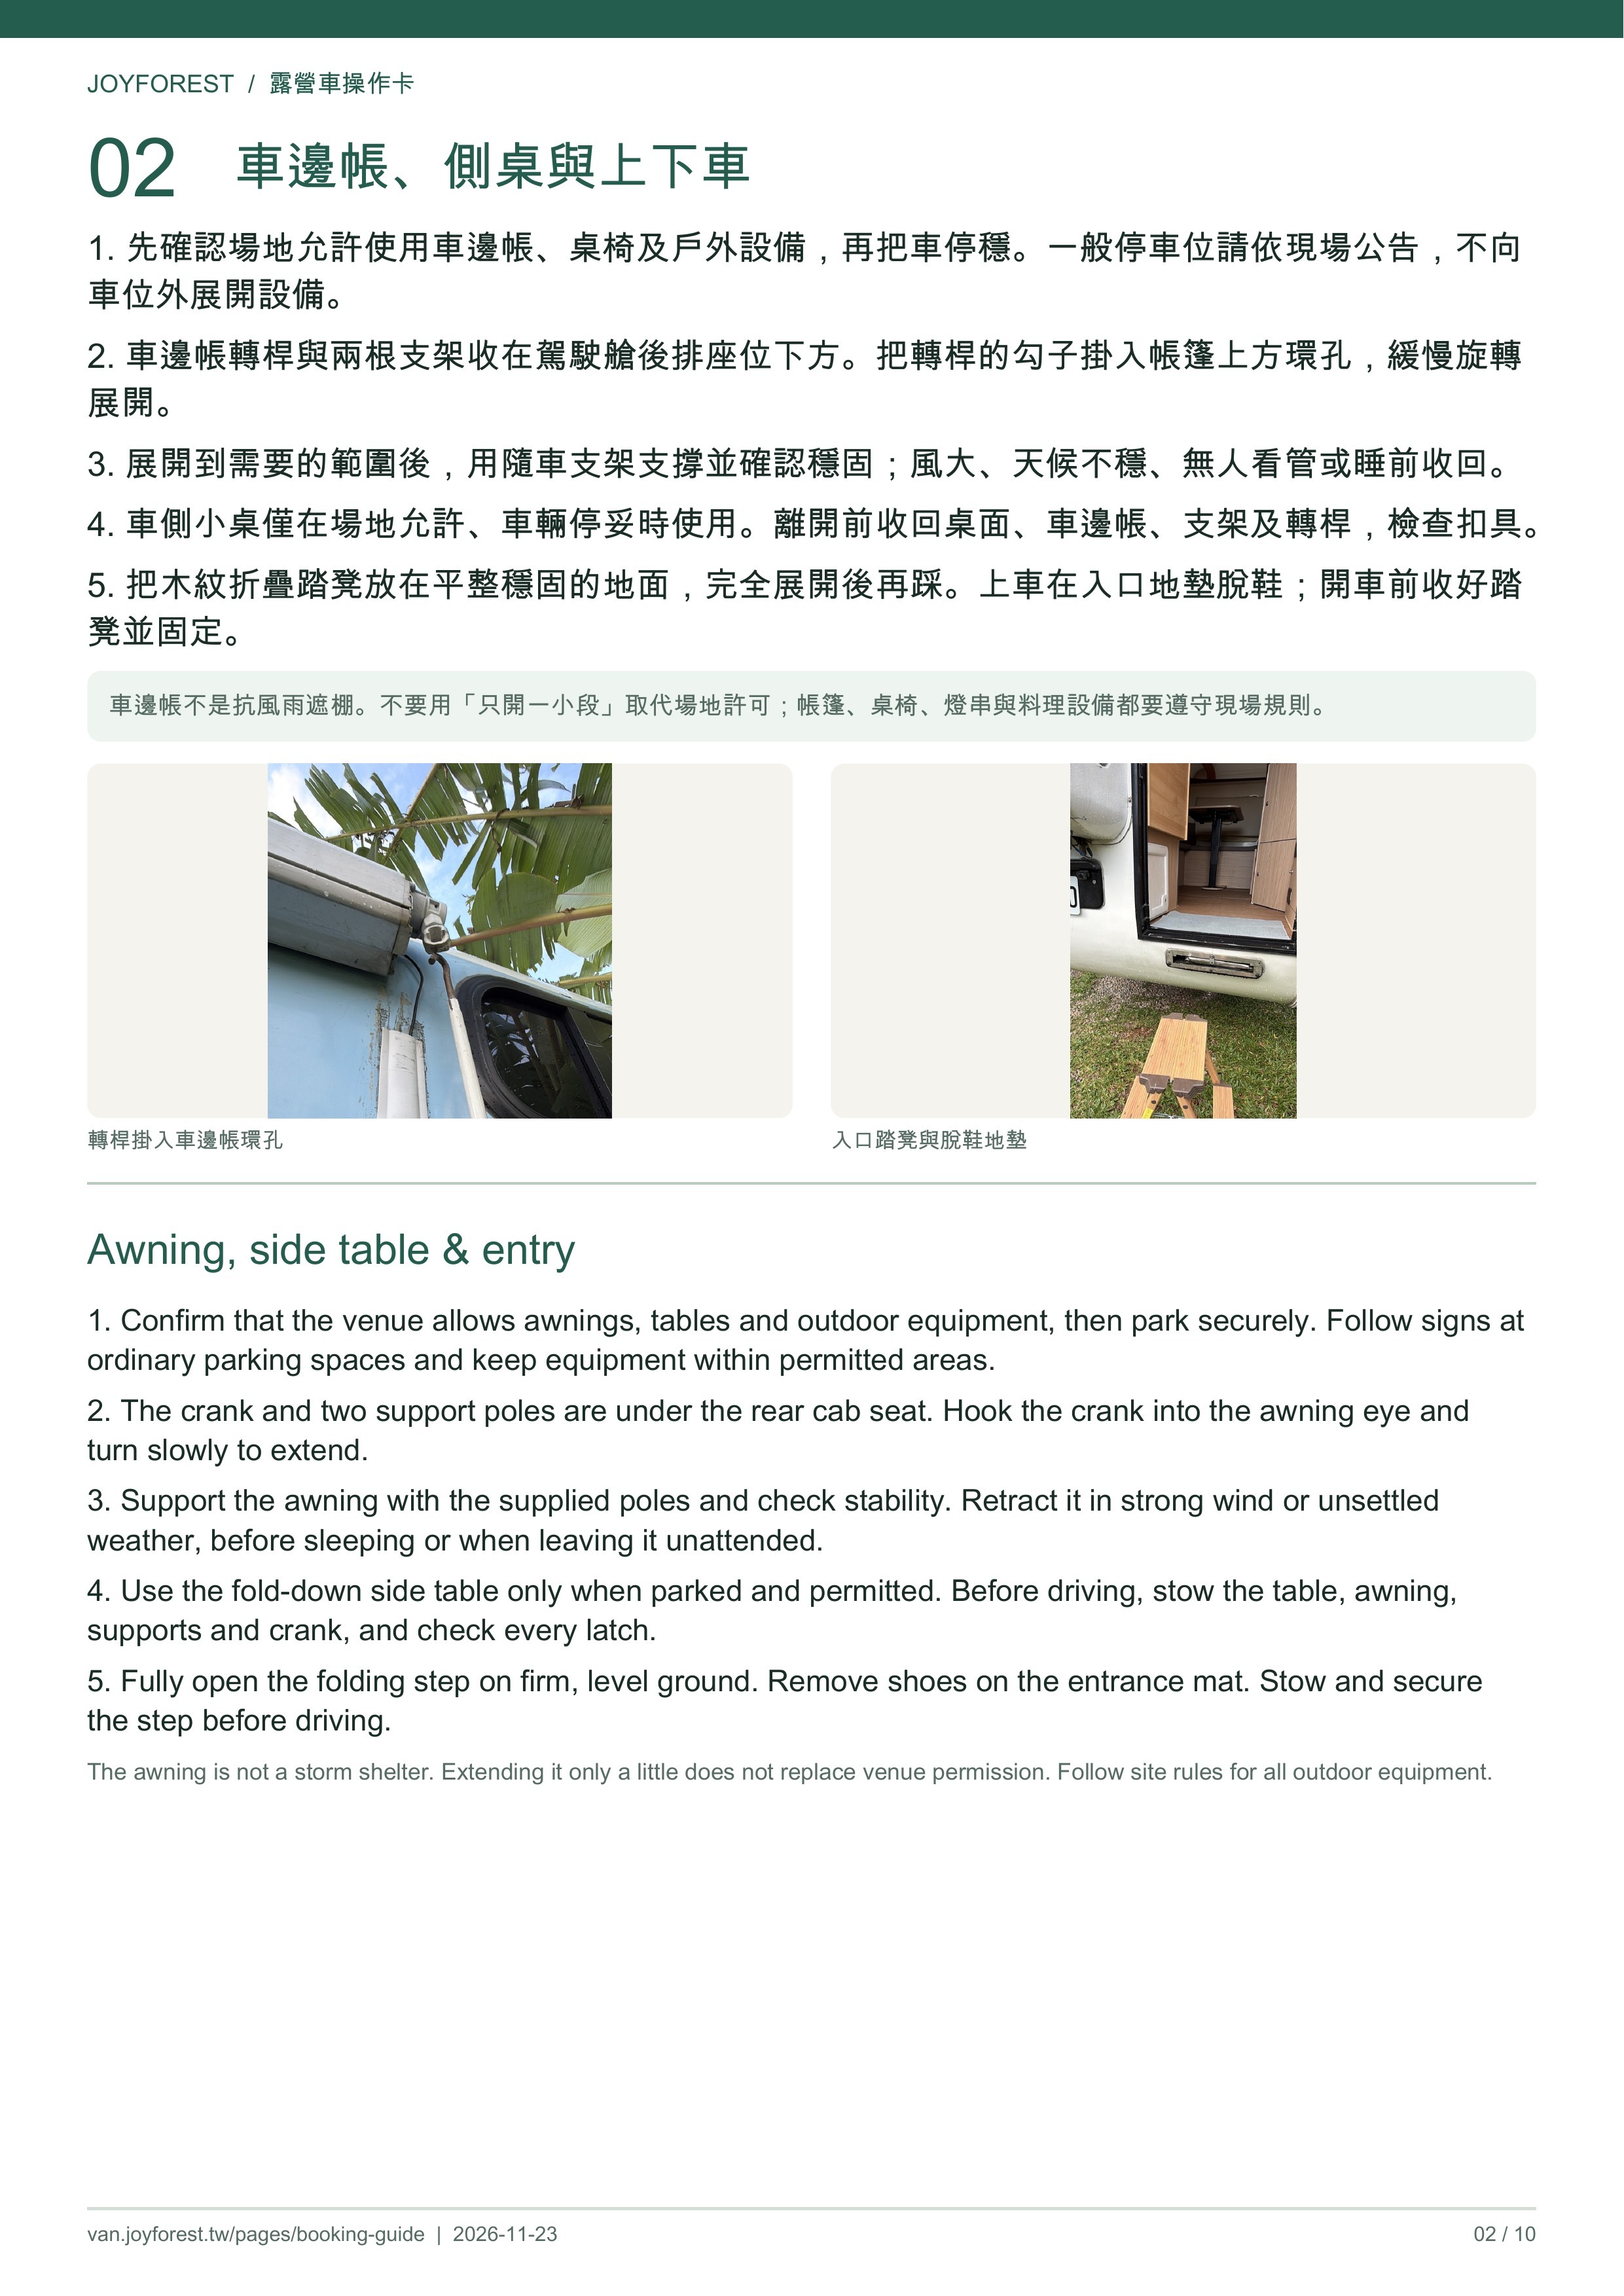 JOYFOREST / 露營車操作卡
02 車邊帳、側桌與上下車
1. 先確認場地允許使用車邊帳、桌椅及戶外設備，再把車停穩。一般停車位請依現場公告，不向
車位外展開設備。
2. 車邊帳轉桿與兩根支架收在駕駛艙後排座位下方。把轉桿的勾子掛入帳篷上方環孔，緩慢旋轉
展開。
3. 展開到需要的範圍後，用隨車支架支撐並確認穩固；風大、天候不穩、無人看管或睡前收回。
4. 車側小桌僅在場地允許、車輛停妥時使用。離開前收回桌面、車邊帳、支架及轉桿，檢查扣具。
5. 把木紋折疊踏凳放在平整穩固的地面，完全展開後再踩。上車在入口地墊脫鞋；開車前收好踏
凳並固定。
車邊帳不是抗風雨遮棚。不要用「只開一小段」取代場地許可；帳篷、桌椅、燈串與料理設備都要遵守現場規則。
轉桿掛入車邊帳環孔
入口踏凳與脫鞋地墊
Awning, side table & entry
1. Confirm that the venue allows awnings, tables and outdoor equipment, then park securely. Follow signs at
ordinary parking spaces and keep equipment within permitted areas.
2. The crank and two support poles are under the rear cab seat. Hook the crank into the awning eye and
turn slowly to extend.
3. Support the awning with the supplied poles and check stability. Retract it in strong wind or unsettled
weather, before sleeping or when leaving it unattended.
4. Use the fold-down side table only when parked and permitted. Before driving, stow the table, awning,
supports and crank, and check every latch.
5. Fully open the folding step on firm, level ground. Remove shoes on the entrance mat. Stow and secure
the step before driving.
The awning is not a storm shelter. Extending it only a little does not replace venue permission. Follow site rules for all outdoor equipment.
van.joyforest.tw/pages/booking-guide | 2026-11-23
02 / 10